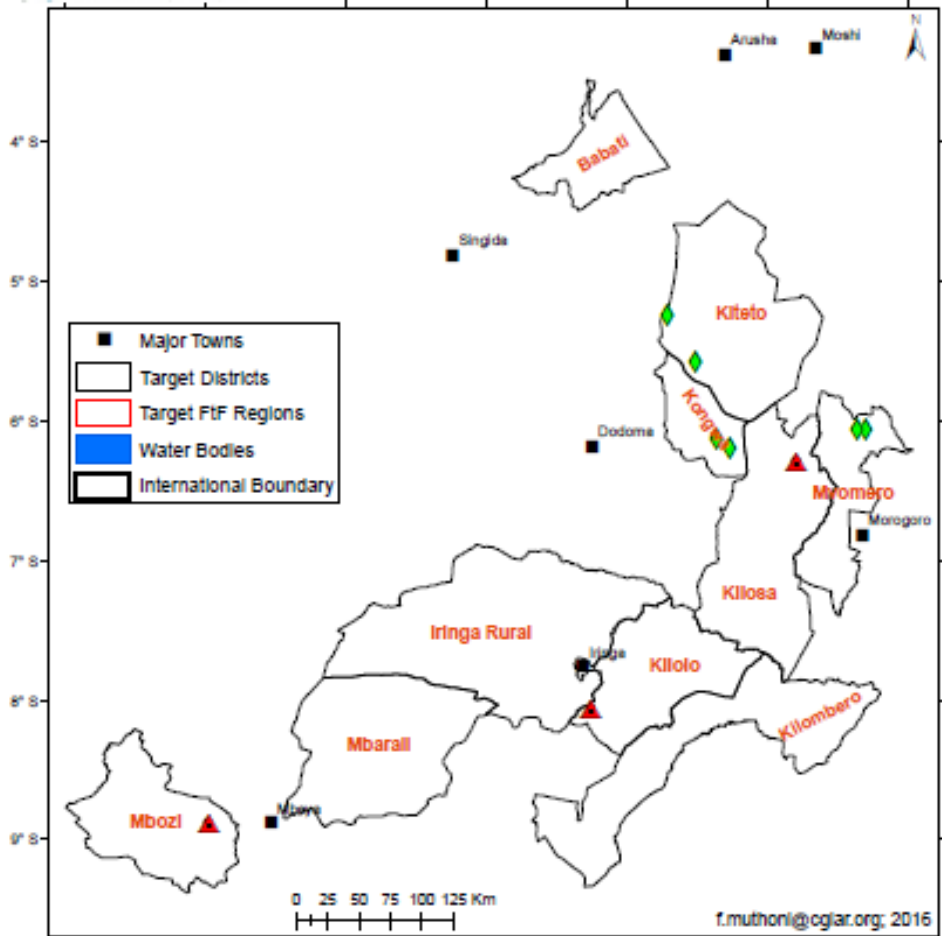 N
Arusha
Moshi
4° S
Babati
Singida
5° S
Kiteto
Major Towns
Target Districts
Target FtF Regions
Water Bodies
International Boundary
6° S
Dodoma
Mvomero
Morogoro
7° S
Kilosa
Iringa Rural
Iringa
Kilolo
8° S
Kilombero
Mbarali
Mbozi
Mbeya
9° S
0 25 50 75 100 125 Km
f.muthoni@cgiar.org; 2016